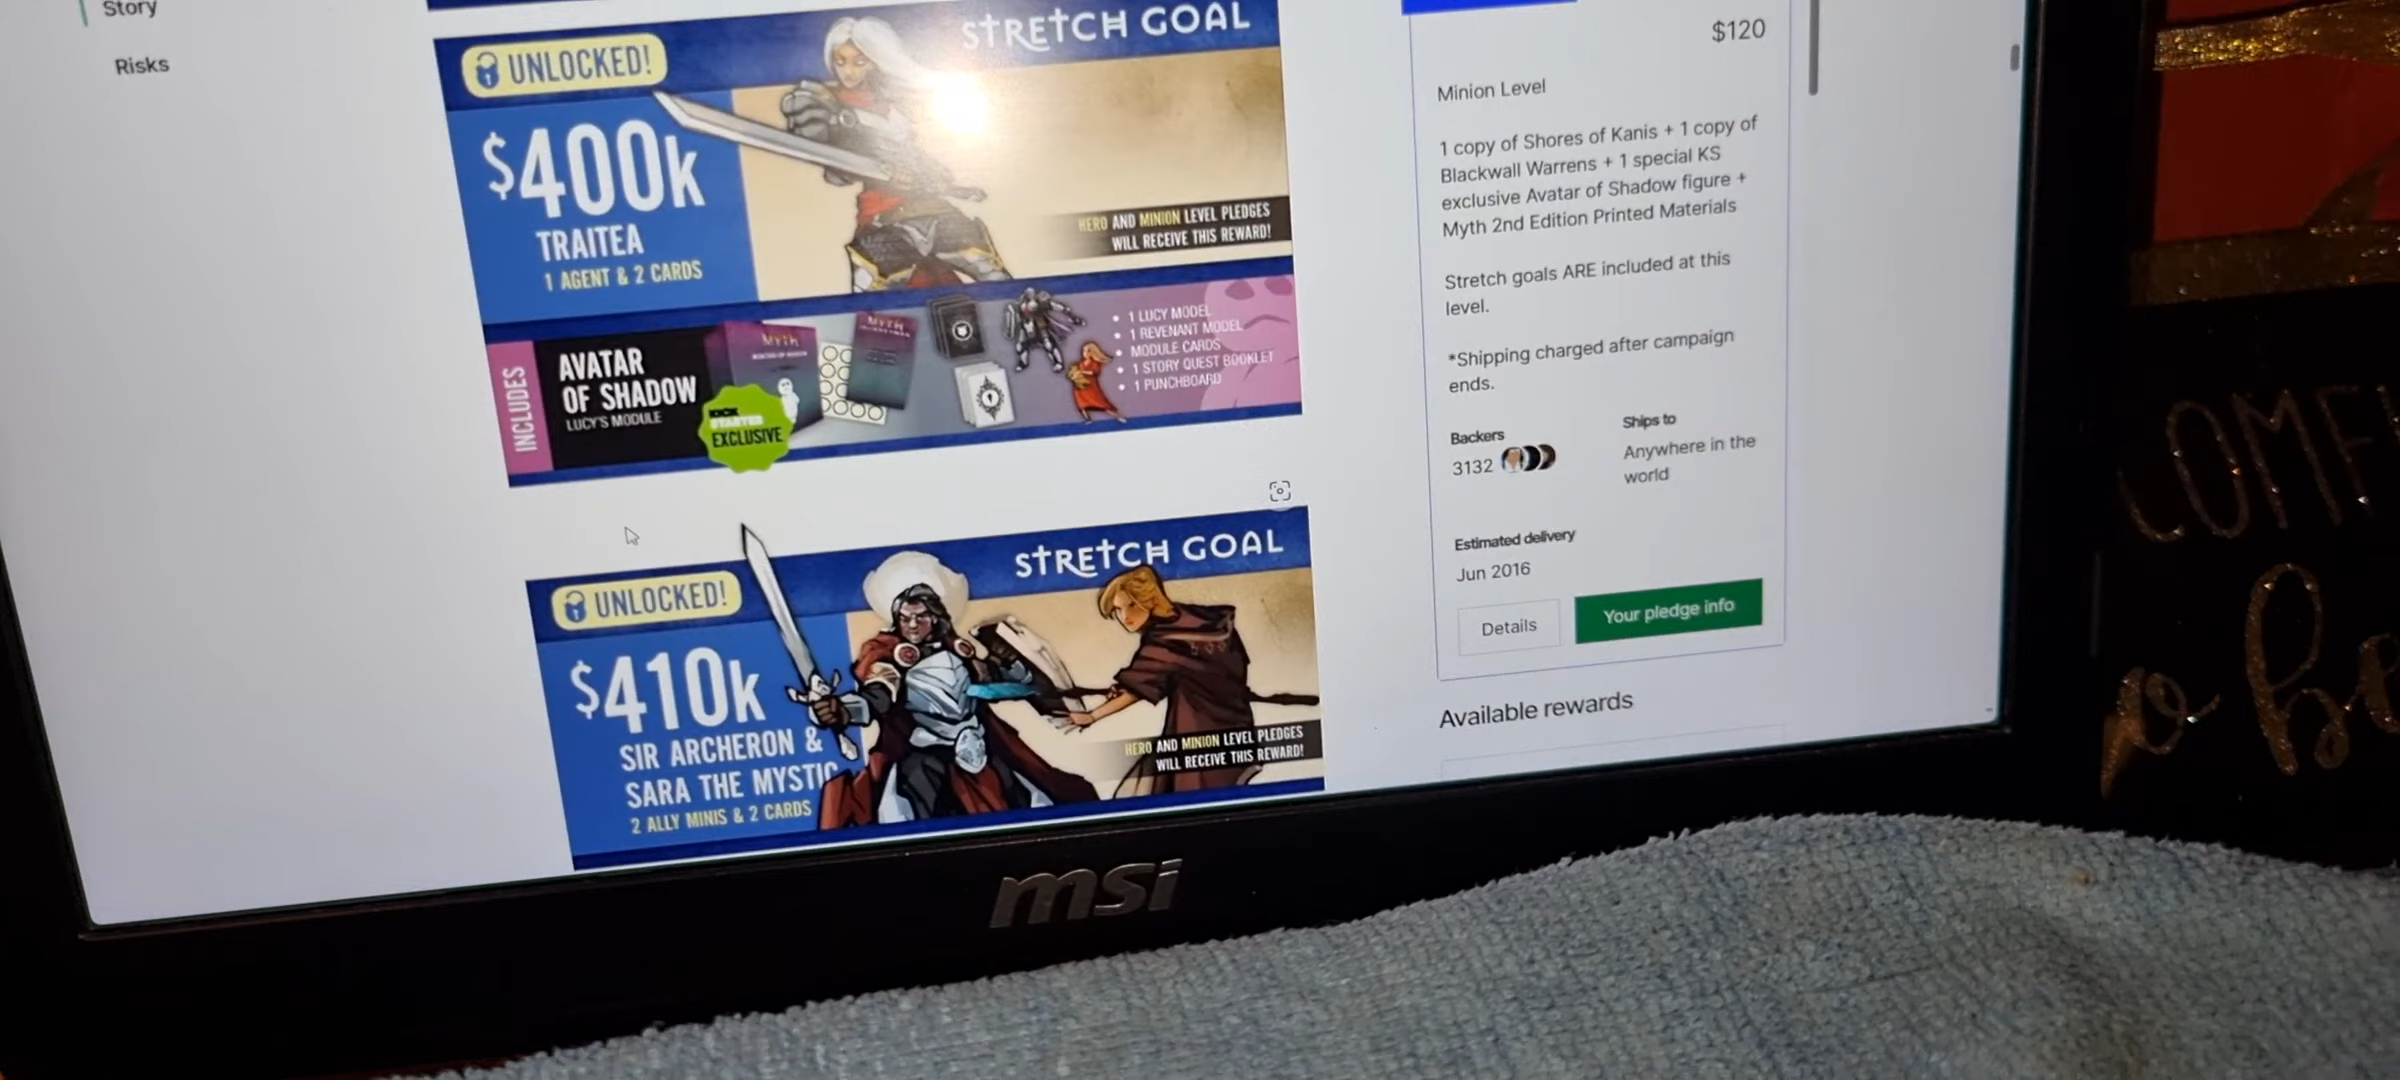 Story
Risks
STRETCH GOAL
UNLOCKED!
$400k
TRAITEA
1 AGENT & 2 CARDS
HERO AND MINION LEVEL PLEDGES
WILL RECEIVE THIS REWARD!
INCLUDES
AVATAR
OF SHADOW
LUCY'S MODULE
KICK
STARTER
EXCLUSIVE
MYTH
MYTH
• 1 LUCY MODEL
• 1 REVENANT MODEL
• MODULE CARDS
• 1 STORY QUEST BOOKLET
• 1 PUNCHBOARD
STRETCH GOAL
UNLOCKED!
$410k
SIR ARCHERON &
SARA THE MYSTIC
2 ALLY MINIS & 2 CARDS
HERO AND MINION LEVEL PLEDGES
WILL RECEIVE THIS REWARD!
$120
Minion Level
1 copy of Shores of Kanis + 1 copy of
Blackwall Warrens + 1 special KS
exclusive Avatar of Shadow figure +
Myth 2nd Edition Printed Materials
Stretch goals ARE included at this
level.
*Shipping charged after campaign
ends.
Backers
3132
Ships to
Anywhere in the
world
Estimated delivery
Jun 2016
Details
Your pledge info
Available rewards
msi